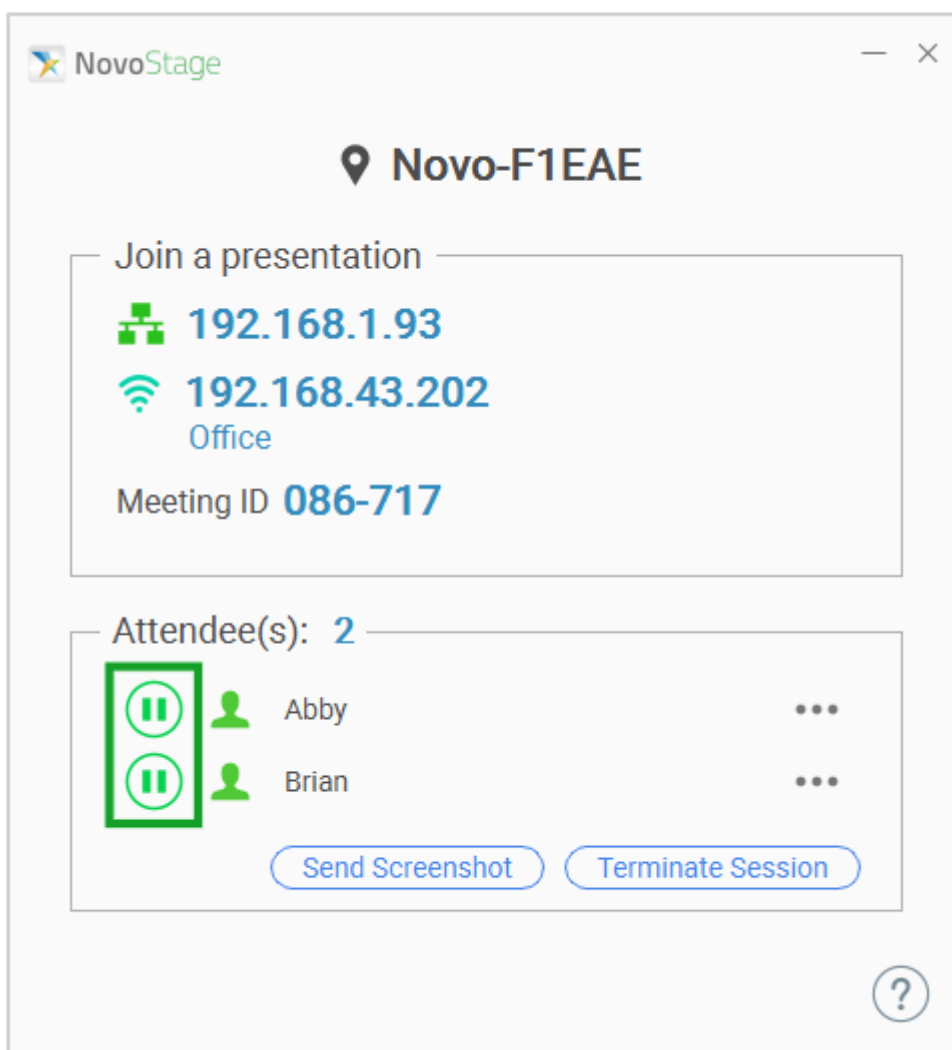 NovoStage
Novo-F1EAE
Join a presentation
192.168.1.93
192.168.43.202
Office
Meeting ID 086-717
Attendee(s): 2
Abby
Brian
Send Screenshot Terminate Session
?